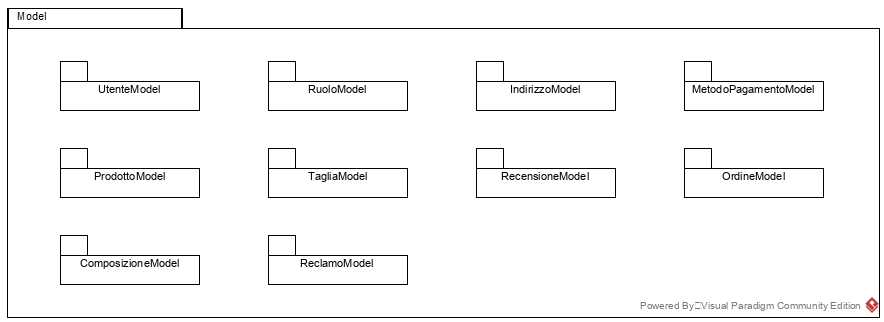 Model
UtenteModel
RuoloModel
IndirizzoModel
MetodoPagamentoModel
ProdottoModel
TagliaModel
RecensioneModel
OrdineModel
ComposizioneModel
ReclamoModel
Powered By Visual Paradigm Community Edition